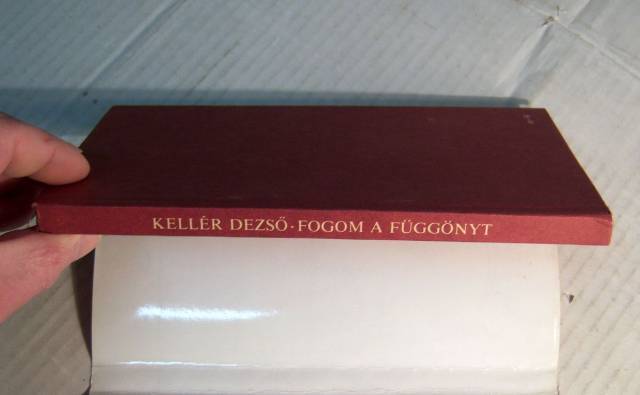 KELLÉR DEZSŐ · FOGOM A FÜGGÖNYT